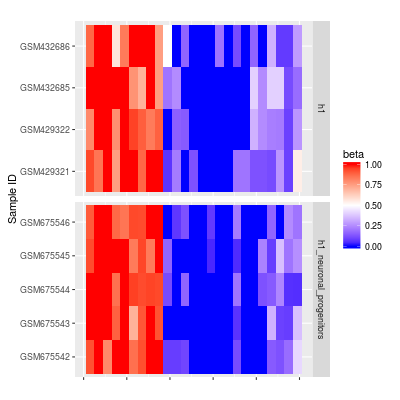 Sample ID
GSM432686
GSM432685
GSM429322
GSM429321
h1
GSM675546
GSM675545
GSM675544
GSM675543
GSM675542
h1_neuronal_progenitors
beta
1.00
0.75
0.50
0.25
0.00